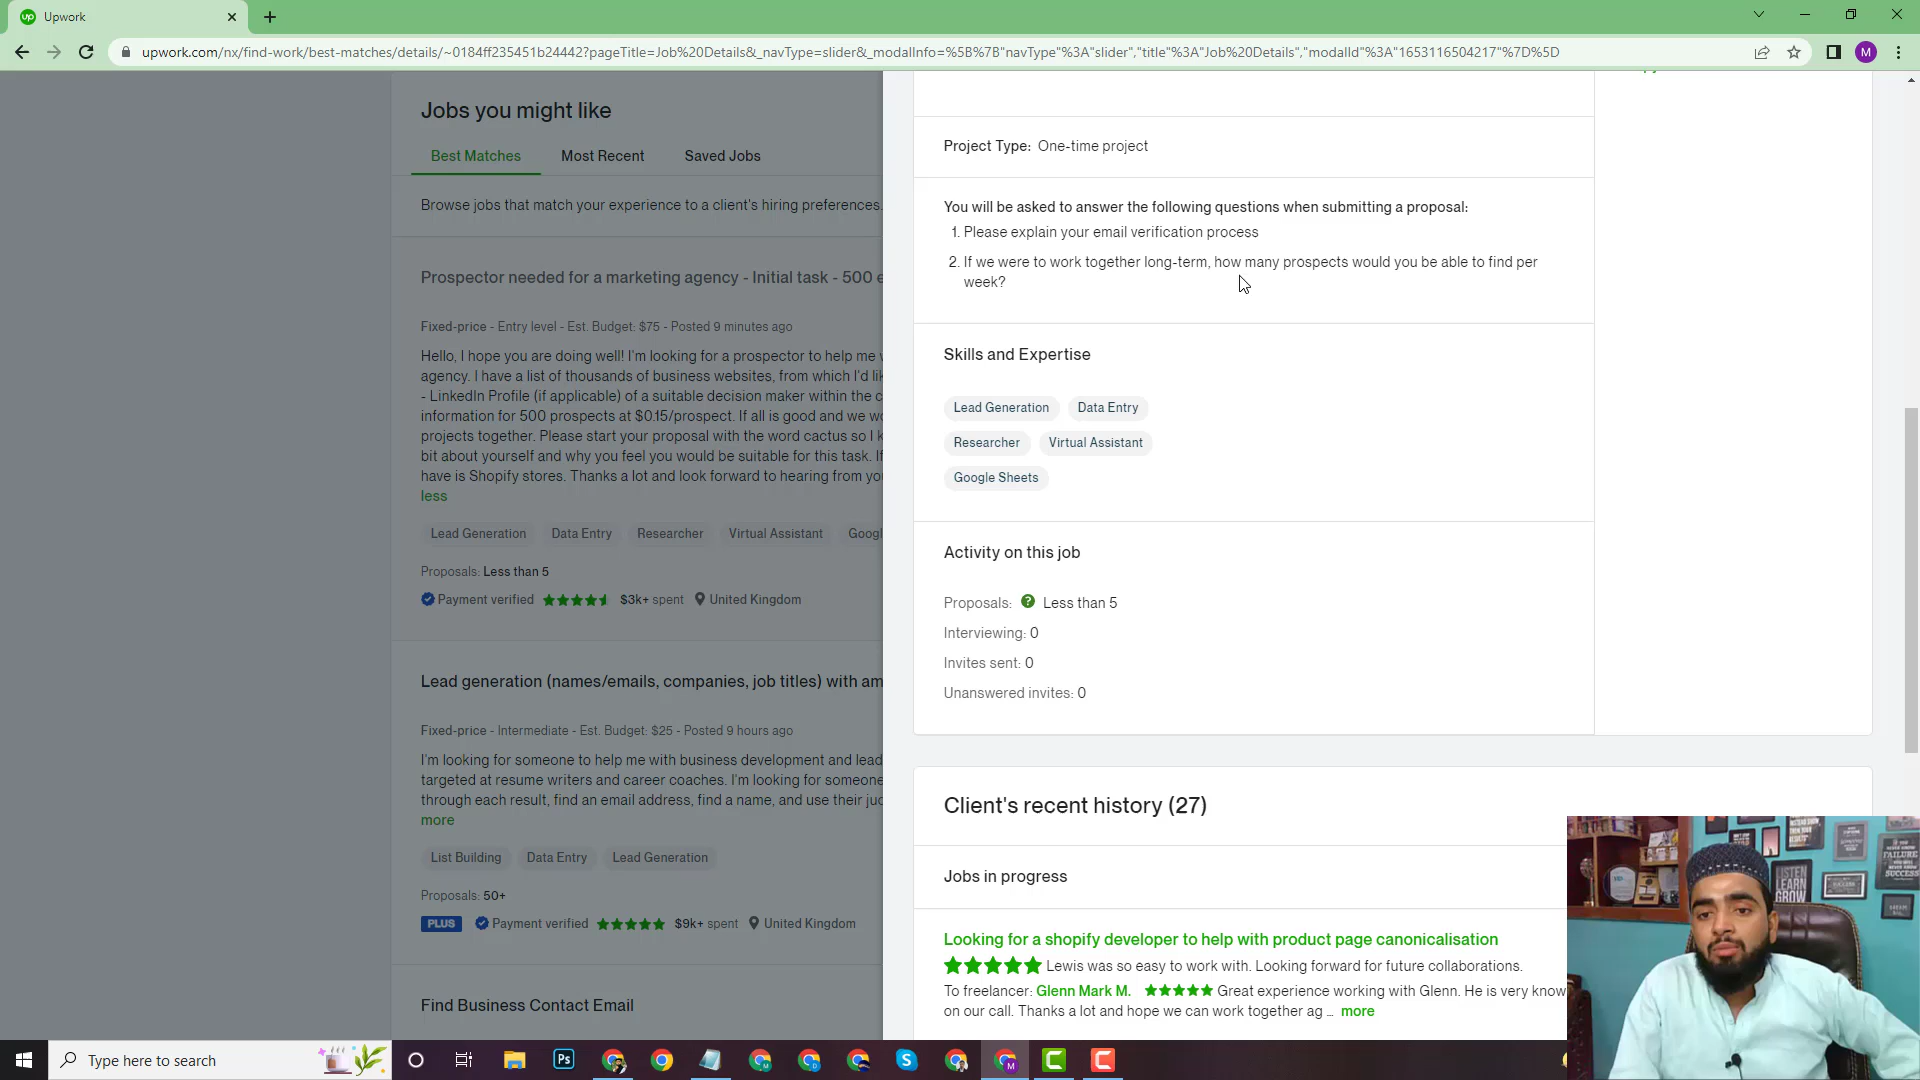 Upwork
upwork.com/nx/find-work/best-matches/details/~0184ff235451b24442?pageTitle=Job%20Details&_navType=slider&_modalInfo=%5B%7B"navType"%3A"slider","title"%3A"Job%20Details","modalId"%3A"1653116504217"%7D%5D
M
Jobs you might like
Best Matches Most Recent Saved Jobs
Browse jobs that match your experience to a client's hiring preferences.
Prospector needed for a marketing agency - Initial task - 500 e
Fixed-price - Entry level - Est. Budget: $75 - Posted 9 minutes ago
Hello, I hope you are doing well! I'm looking for a prospector to help me
agency. I have a list of thousands of business websites, from which I'd lik
- LinkedIn Profile (if applicable) of a suitable decision maker within the c
information for 500 prospects at $0.15/prospect. If all is good and we wo
projects together. Please start your proposal with the word cactus so I k
bit about yourself and why you feel you would be suitable for this task. If
have is Shopify stores. Thanks a lot and look forward to hearing from yo
less
Lead Generation Data Entry Researcher Virtual Assistant Googl
Proposals: Less than 5
Payment verified $3k+ spent United Kingdom
Lead generation (names/emails, companies, job titles) with am
Fixed-price - Intermediate - Est. Budget: $25 - Posted 9 hours ago
I'm looking for someone to help me with business development and lead
targeted at resume writers and career coaches. I'm looking for someone
through each result, find an email address, find a name, and use their juc
more
List Building Data Entry Lead Generation
Proposals: 50+
PLUS Payment verified $9k+ spent United Kingdom
Find Business Contact Email
Project Type: One-time project
You will be asked to answer the following questions when submitting a proposal:
1. Please explain your email verification process
2. If we were to work together long-term, how many prospects would you be able to find per
week?
Skills and Expertise
Lead Generation Data Entry
Researcher Virtual Assistant
Google Sheets
Activity on this job
Proposals: Less than 5
Interviewing: 0
Invites sent: 0
Unanswered invites: 0
Client's recent history (27)
Jobs in progress
Looking for a shopify developer to help with product page canonicalisation
Lewis was so easy to work with. Looking forward for future collaborations.
To freelancer: Glenn Mark M. Great experience working with Glenn. He is very know
on our call. Thanks a lot and hope we can work together ag ... more
LISTEN
LEARN
GROW
FAILURE
SUCCESS
Type here to search
Ps